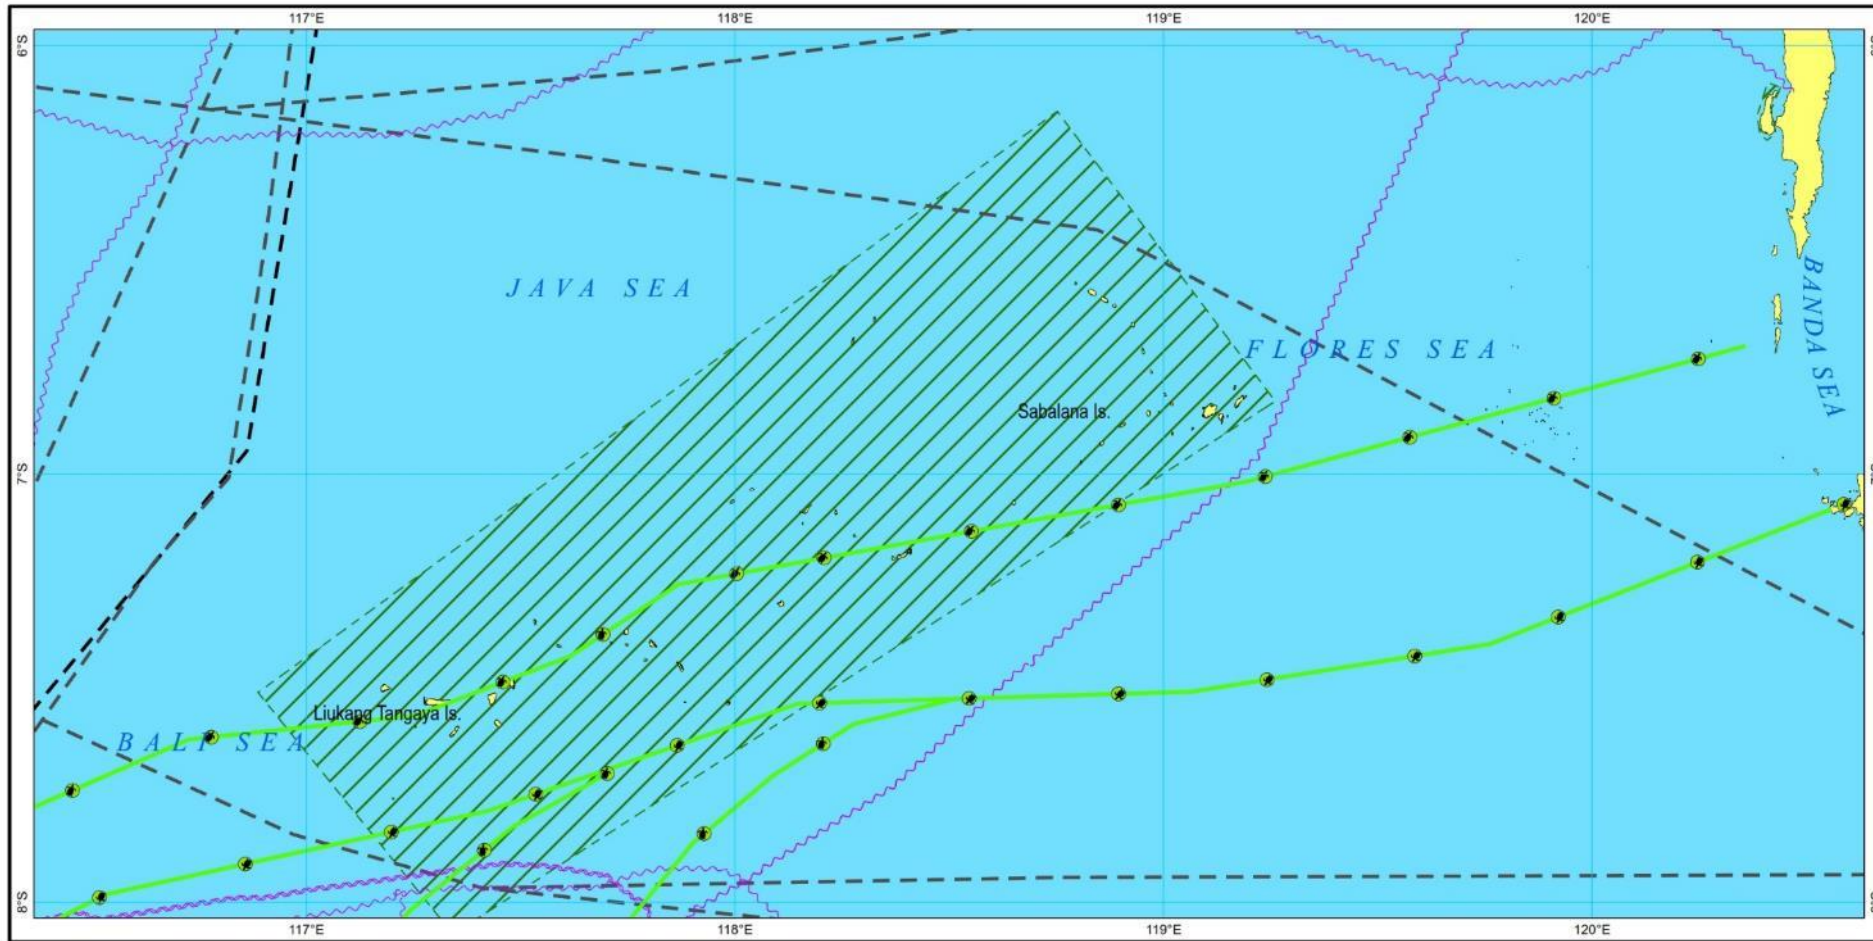 117°E 118°E 119°E 120°E
6°S
JAVA SEA
BANDA SEA
FLORES SEA
Sabalana Is.
7°S
Liukang Tangaya Is.
BALI SEA
8°S
117°E 118°E 119°E 120°E